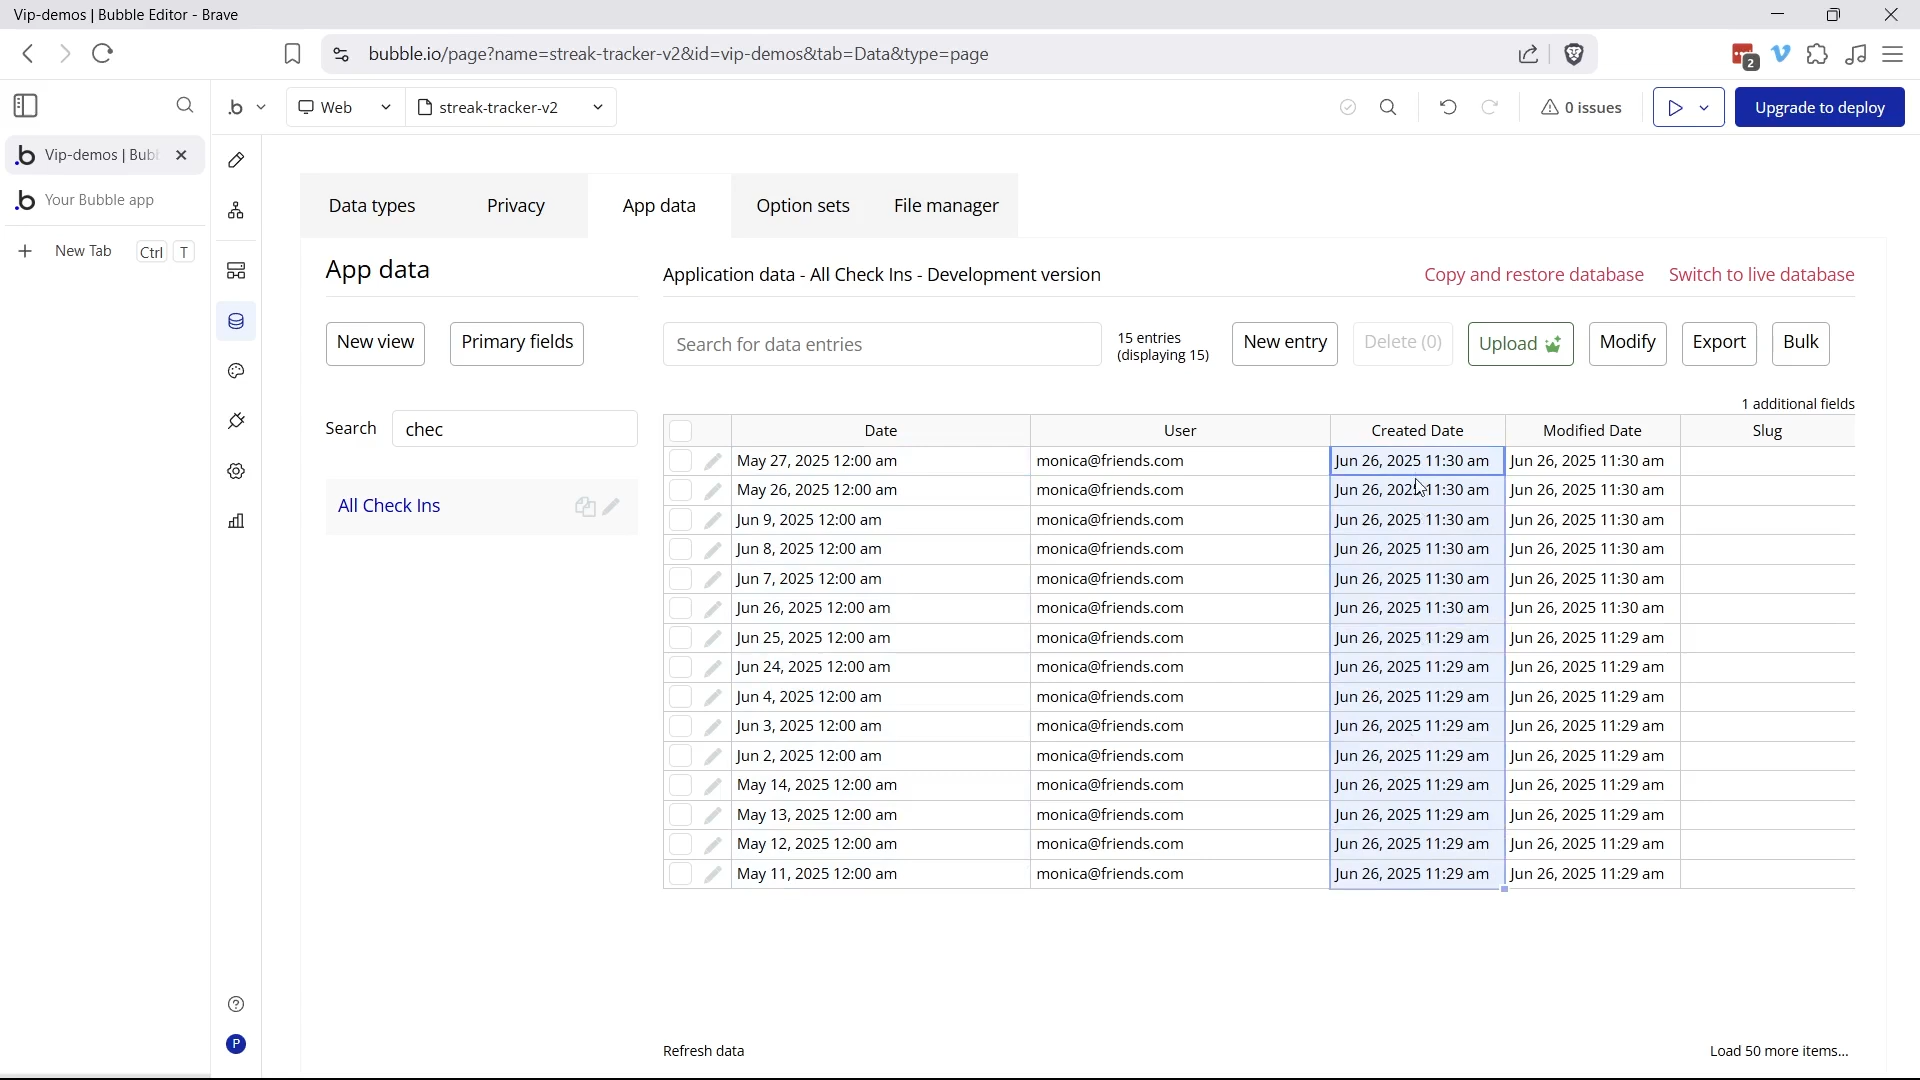 Vip-demos | Bubble Editor - Brave
bubble.io/page?name=streak-tracker-v2&id=vip-demos&tab=Data&type=page
2
Web
streak-tracker-v2
0 issues
Upgrade to deploy
Vip-demos | Bubl
Your Bubble app
New Tab Ctrl T
Data types
Privacy
App data
Option sets
File manager
App data
Application data - All Check Ins - Development version
Copy and restore database
Switch to live database
New view
Primary fields
Search for data entries
15 entries
(displaying 15)
New entry
Delete (0)
Upload
Modify
Export
Bulk
1 additional fields
Search chec
All Check Ins
Date User Created Date Modified Date Slug
May 27, 2025 12:00 am monica@friends.com Jun 26, 2025 11:30 am Jun 26, 2025 11:30 am
May 26, 2025 12:00 am monica@friends.com Jun 26, 2025 11:30 am Jun 26, 2025 11:30 am
Jun 9, 2025 12:00 am monica@friends.com Jun 26, 2025 11:30 am Jun 26, 2025 11:30 am
Jun 8, 2025 12:00 am monica@friends.com Jun 26, 2025 11:30 am Jun 26, 2025 11:30 am
Jun 7, 2025 12:00 am monica@friends.com Jun 26, 2025 11:30 am Jun 26, 2025 11:30 am
Jun 26, 2025 12:00 am monica@friends.com Jun 26, 2025 11:30 am Jun 26, 2025 11:30 am
Jun 25, 2025 12:00 am monica@friends.com Jun 26, 2025 11:29 am Jun 26, 2025 11:29 am
Jun 24, 2025 12:00 am monica@friends.com Jun 26, 2025 11:29 am Jun 26, 2025 11:29 am
Jun 4, 2025 12:00 am monica@friends.com Jun 26, 2025 11:29 am Jun 26, 2025 11:29 am
Jun 3, 2025 12:00 am monica@friends.com Jun 26, 2025 11:29 am Jun 26, 2025 11:29 am
Jun 2, 2025 12:00 am monica@friends.com Jun 26, 2025 11:29 am Jun 26, 2025 11:29 am
May 14, 2025 12:00 am monica@friends.com Jun 26, 2025 11:29 am Jun 26, 2025 11:29 am
May 13, 2025 12:00 am monica@friends.com Jun 26, 2025 11:29 am Jun 26, 2025 11:29 am
May 12, 2025 12:00 am monica@friends.com Jun 26, 2025 11:29 am Jun 26, 2025 11:29 am
May 11, 2025 12:00 am monica@friends.com Jun 26, 2025 11:29 am Jun 26, 2025 11:29 am
P
Refresh data
Load 50 more items...